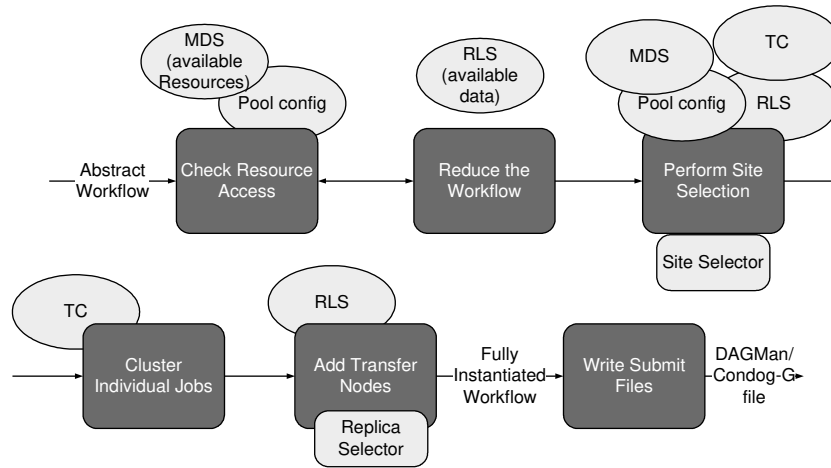 MDS
(available
Resources)
Pool config
RLS
(available
data)
MDS
TC
Pool config
RLS
Abstract
Workflow
Check Resource
Access
Reduce the
Workflow
Perform Site
Selection
Site Selector
TC
RLS
Cluster
Individual Jobs
Add Transfer
Nodes
Replica
Selector
Fully
Instantiated
Workflow
Write Submit
Files
DAGMan/
Condog-G
file